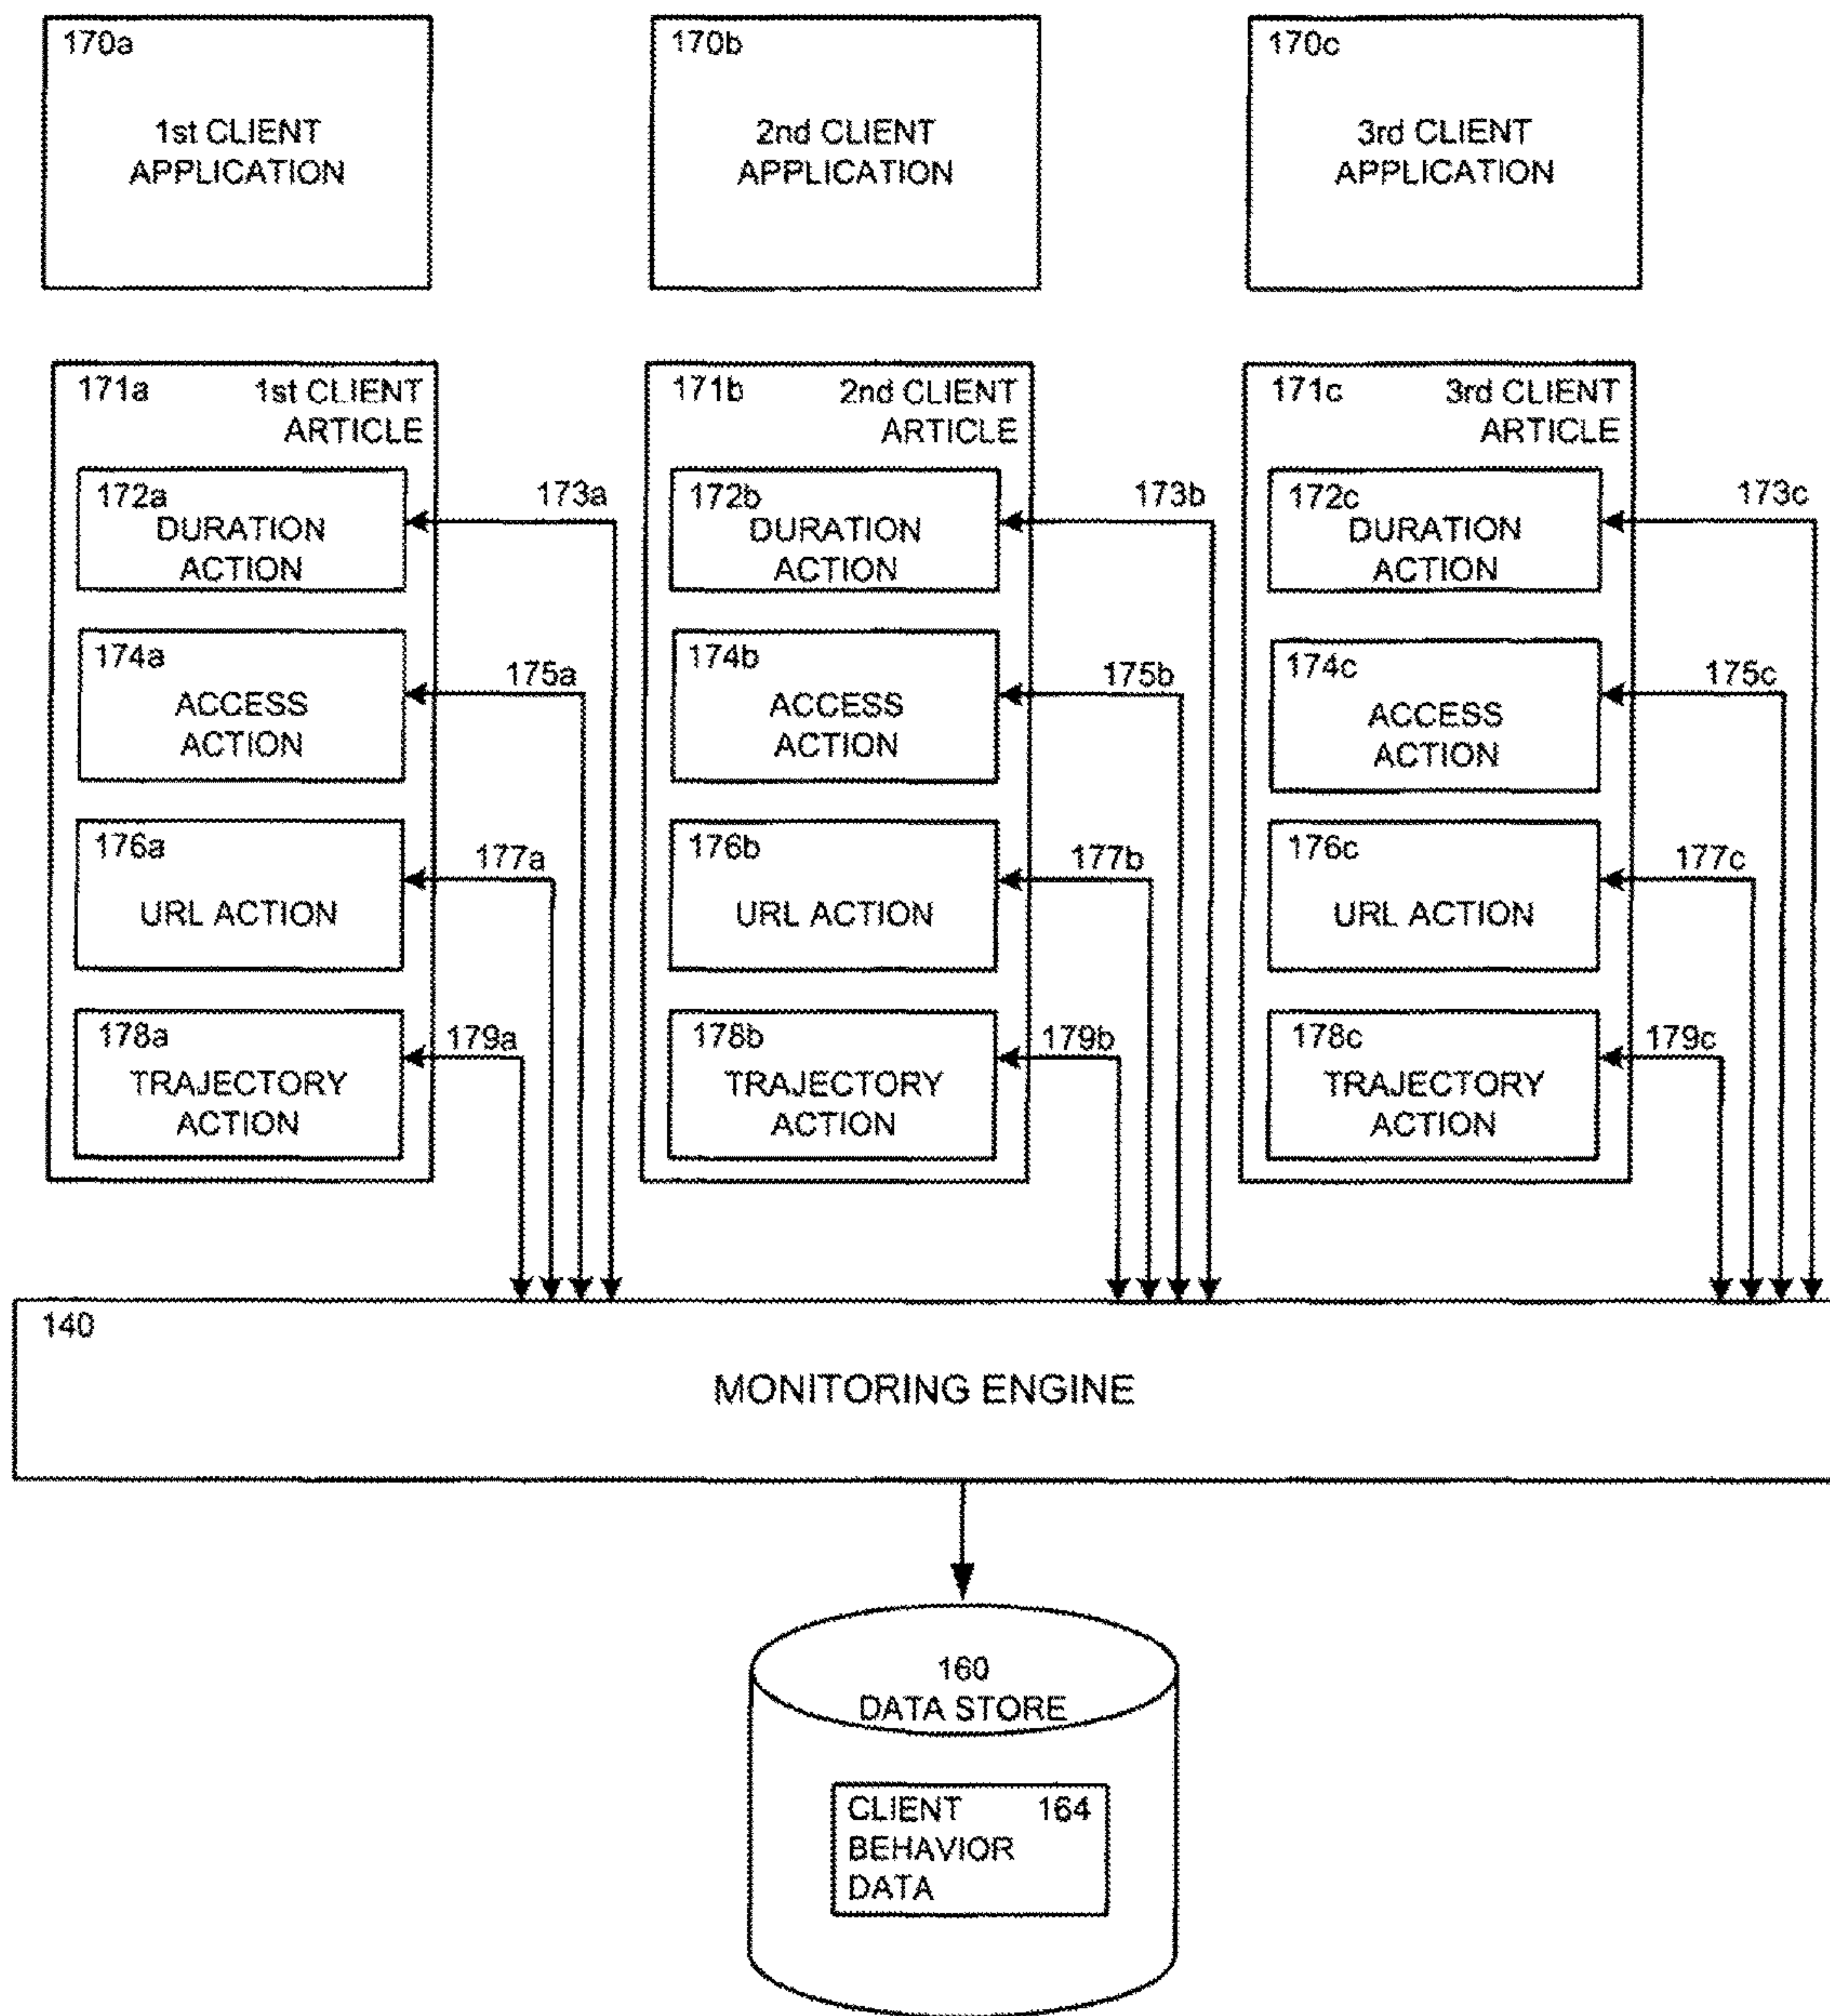 170a
1st CLIENT
APPLICATION
170b
2nd CLIENT
APPLICATION
170c
3rd CLIENT
APPLICATION
171a 1st CLIENT
ARTICLE
172a
DURATION
ACTION
173a
174a
ACCESS
ACTION
175a
176a
URL ACTION
177a
178a
TRAJECTORY
ACTION
179a
171b 2nd CLIENT
ARTICLE
172b
DURATION
ACTION
173b
174b
ACCESS
ACTION
175b
176b
URL ACTION
177b
178b
TRAJECTORY
ACTION
179b
171c 3rd CLIENT
ARTICLE
172c
DURATION
ACTION
173c
174c
ACCESS
ACTION
175c
176c
URL ACTION
177c
178c
TRAJECTORY
ACTION
179c
140
MONITORING ENGINE
160
DATA STORE
CLIENT 164
BEHAVIOR
DATA